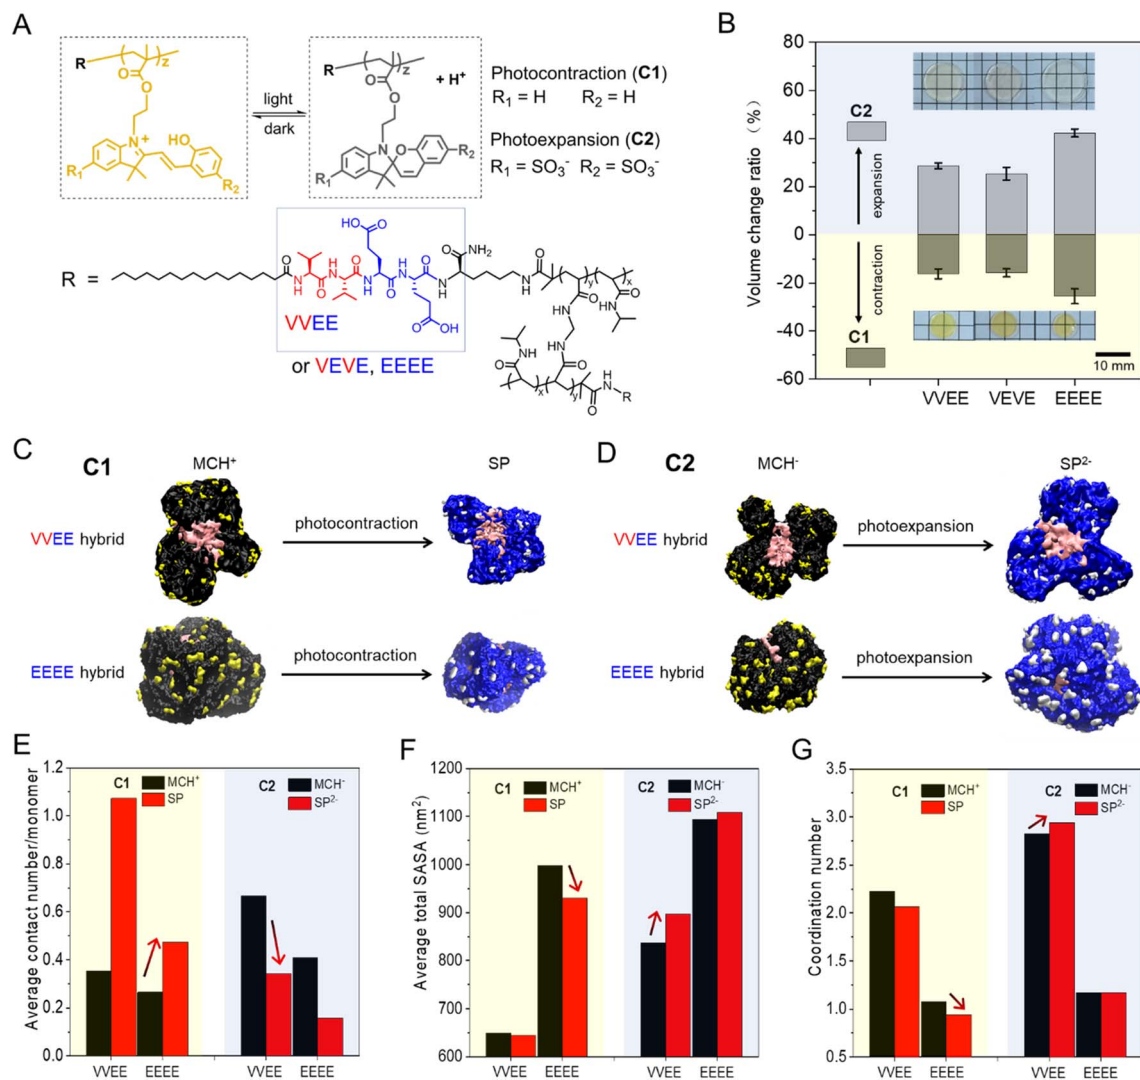 A
R
z
O
O
N
+
HO
R1
R2
light
dark
R
z
O
O
N
O
R1
R2
+ H⁺
Photocontraction (C1)
R₁ = H R₂ = H
Photoexpansion (C2)
R₁ = SO₃⁻ R₂ = SO₃⁻
R =
VVEE
or VEVE, EEEE
B
Volume change ratio (%)
80
60
40
20
0
-20
-40
-60
C2
expansion
contraction
C1
10 mm
VVEE VEVE EEEE
C
C1
MCH⁺
SP
VVEE hybrid
photocontraction
EEEE hybrid
photocontraction
D
C2
MCH⁻
SP²⁻
VVEE hybrid
photoexpansion
EEEE hybrid
photoexpansion
E
Average contact number/monomer
1.2
1.0
0.8
0.6
0.4
0.2
0.0
C1 MCH⁺
SP
C2 MCH⁻
SP²⁻
VVEE EEEE VVEE EEEE
F
Average total SASA (nm²)
1200
1100
1000
900
800
700
600
C1 MCH⁺
SP
C2 MCH⁻
SP²⁻
VVEE EEEE VVEE EEEE
G
Coordination number
3.5
3.0
2.5
2.0
1.5
1.0
0.5
C1 MCH⁺
SP
C2 MCH⁻
SP²⁻
VVEE EEEE VVEE EEEE